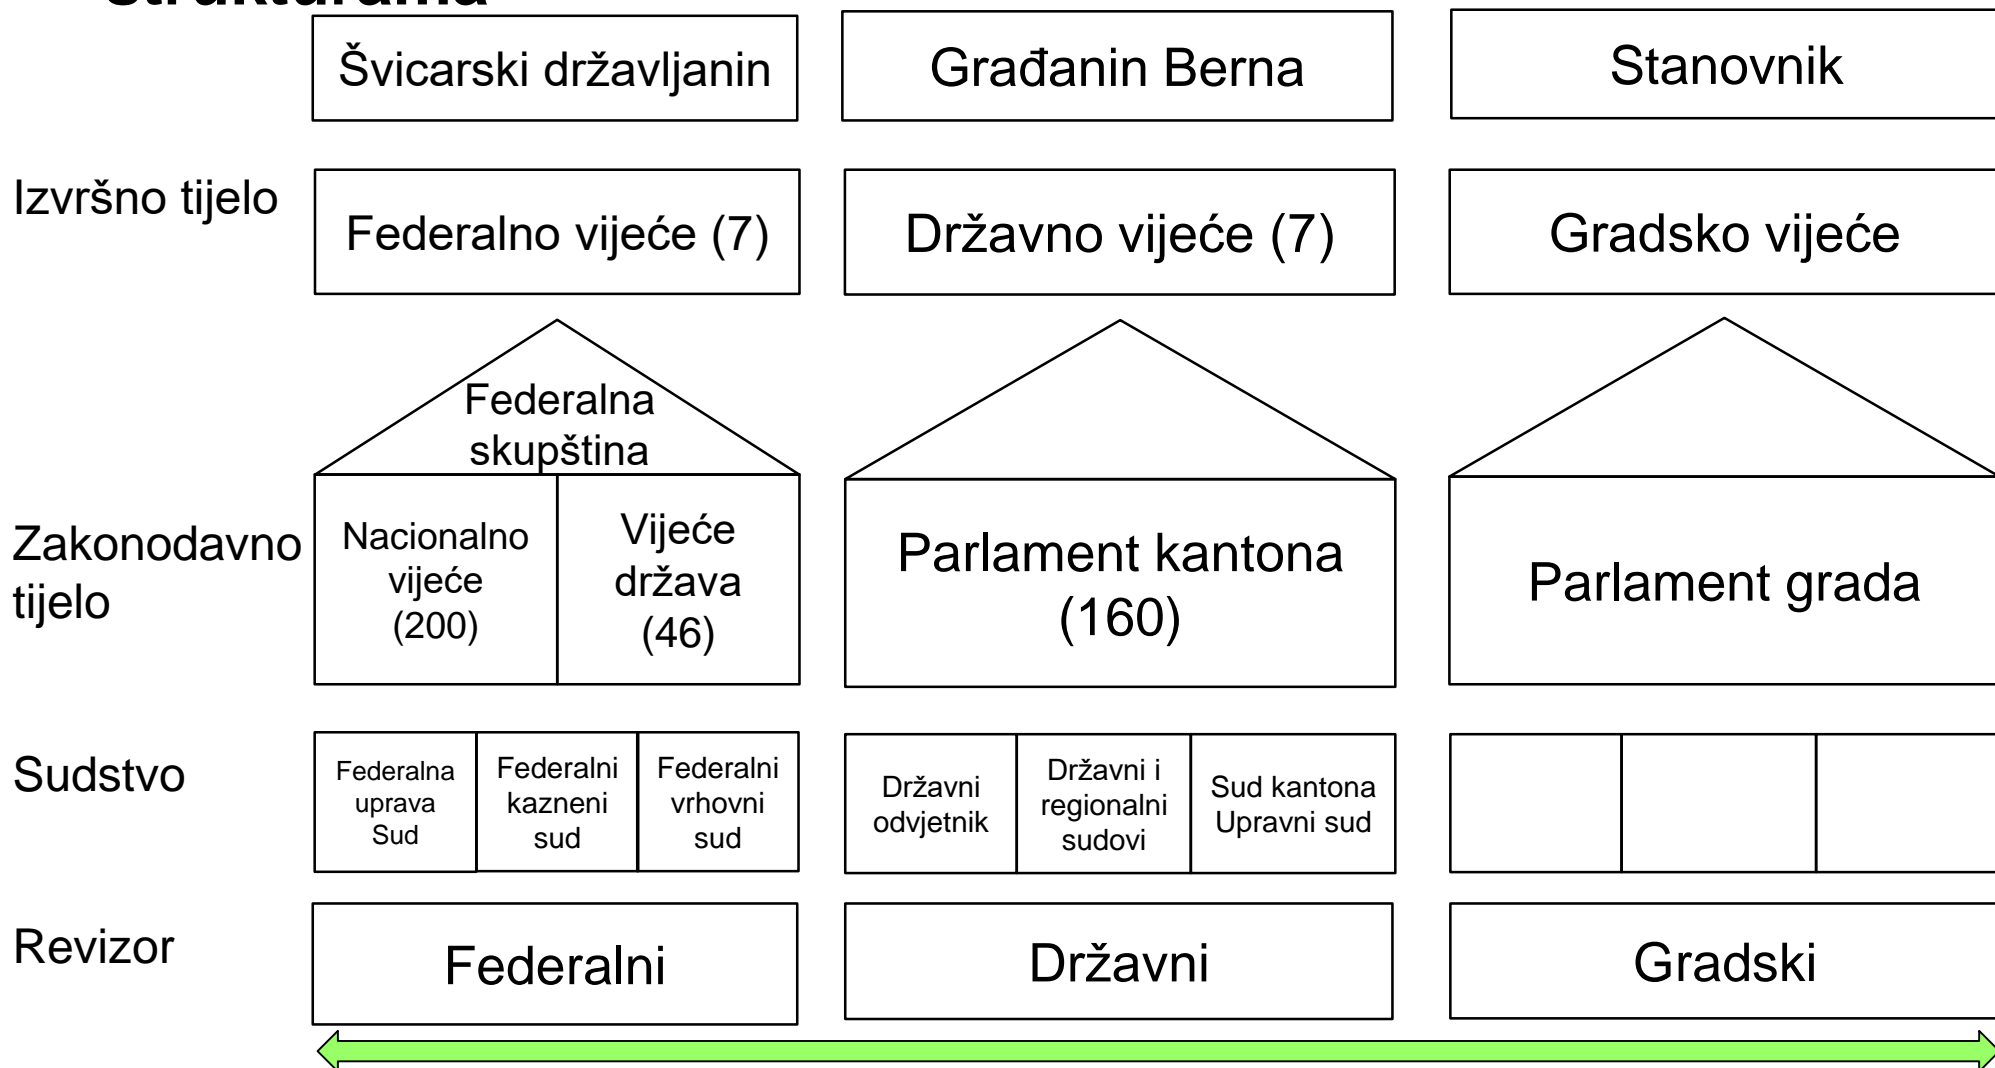 strukturama
Švicarski državljanin
Građanin Berna
Stanovnik
Izvršno tijelo
Federalno vijeće (7)
Državno vijeće (7)
Gradsko vijeće
Federalna
skupština
Zakonodavno
tijelo
Nacionalno
vijeće
(200)
Vijeće
država
(46)
Parlament kantona
(160)
Parlament grada
Sudstvo
Federalna
uprava
Sud
Federalni
kazneni
sud
Federalni
vrhovni
sud
Državni
odvjetnik
Državni i
regionalni
sudovi
Sud kantona
Upravni sud
Revizor
Federalni
Državni
Gradski